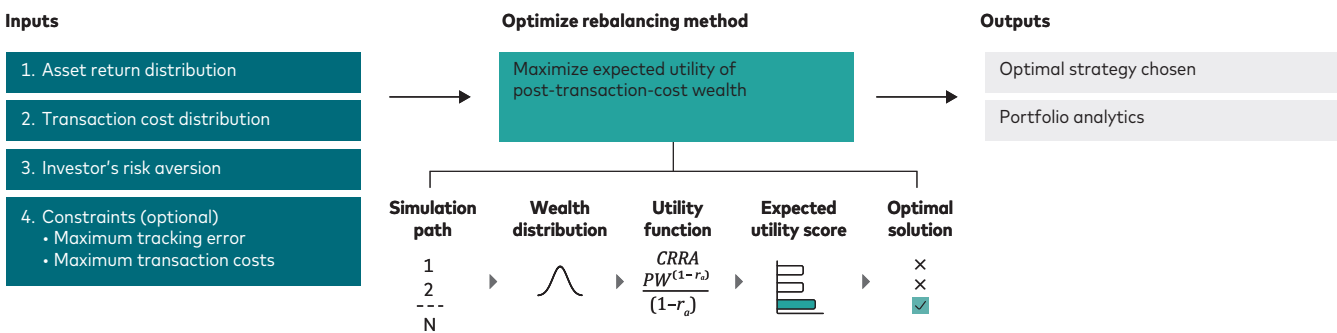 Inputs
1. Asset return distribution
2. Transaction cost distribution
3. Investor's risk aversion
4. Constraints (optional)
• Maximum tracking error
• Maximum transaction costs
Optimize rebalancing method
Maximize expected utility of
post-transaction-cost wealth
Simulation
path
1
2
---
N
Wealth
distribution
Utility
function
CRRA
PW^(1−rₐ)
(1−rₐ)
Expected
utility score
Optimal
solution
×
×
✓
Outputs
Optimal strategy chosen
Portfolio analytics